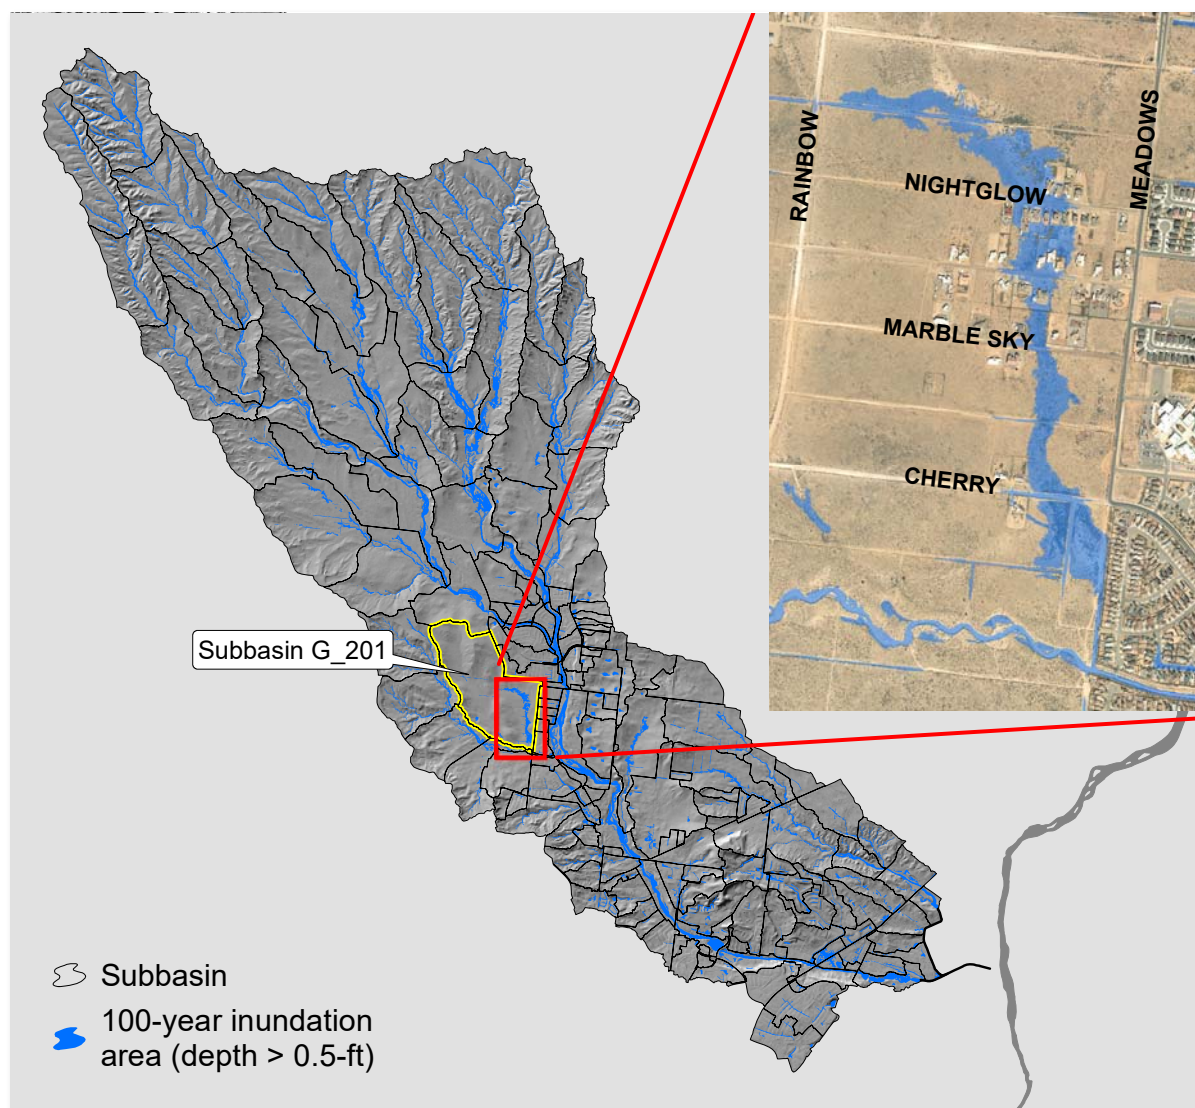 RAINBOW
MEADOWS
NIGHTGLOW
MARBLE SKY
CHERRY
Subbasin G_201
Subbasin
100-year inundation
area (depth > 0.5-ft)